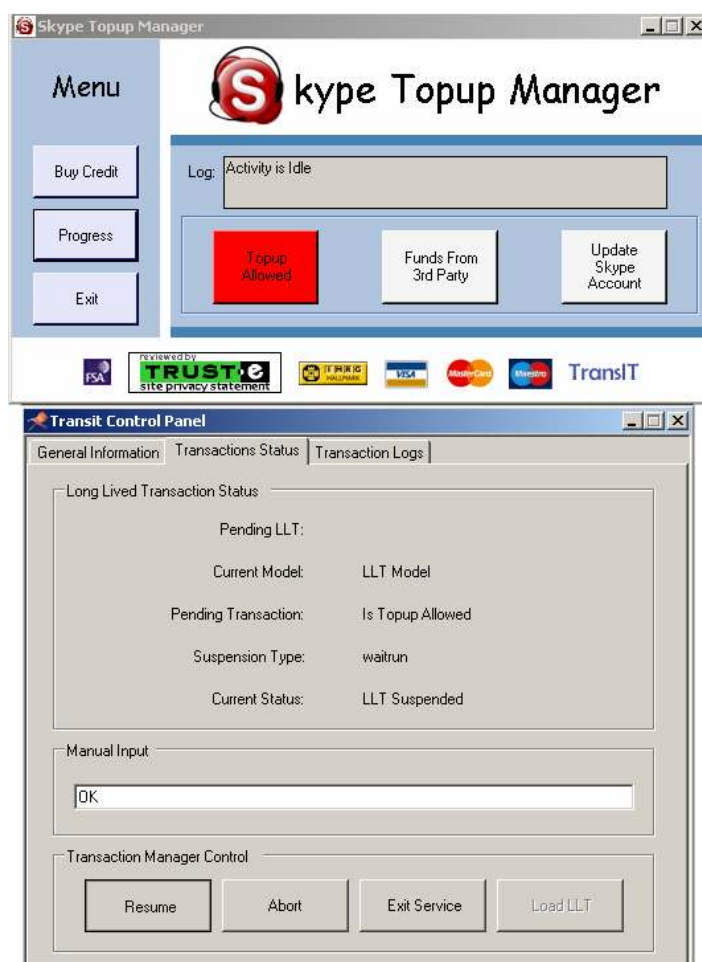 Skype Topup Manager
Menu
Skype Topup Manager
Buy Credit
Log:
Activity is Idle
Progress
Topup
Allowed
Funds From
3rd Party
Update
Skype
Account
Exit
FSA
reviewed by
TRUSTe
site privacy statement
VISA
MasterCard
Maestro
TransIT
Transit Control Panel
General Information
Transactions Status
Transaction Logs
Long Lived Transaction Status
Pending LLT:
Current Model: LLT Model
Pending Transaction: Is Topup Allowed
Suspension Type: waitrun
Current Status: LLT Suspended
Manual Input
OK
Transaction Manager Control
Resume
Abort
Exit Service
Load LLT